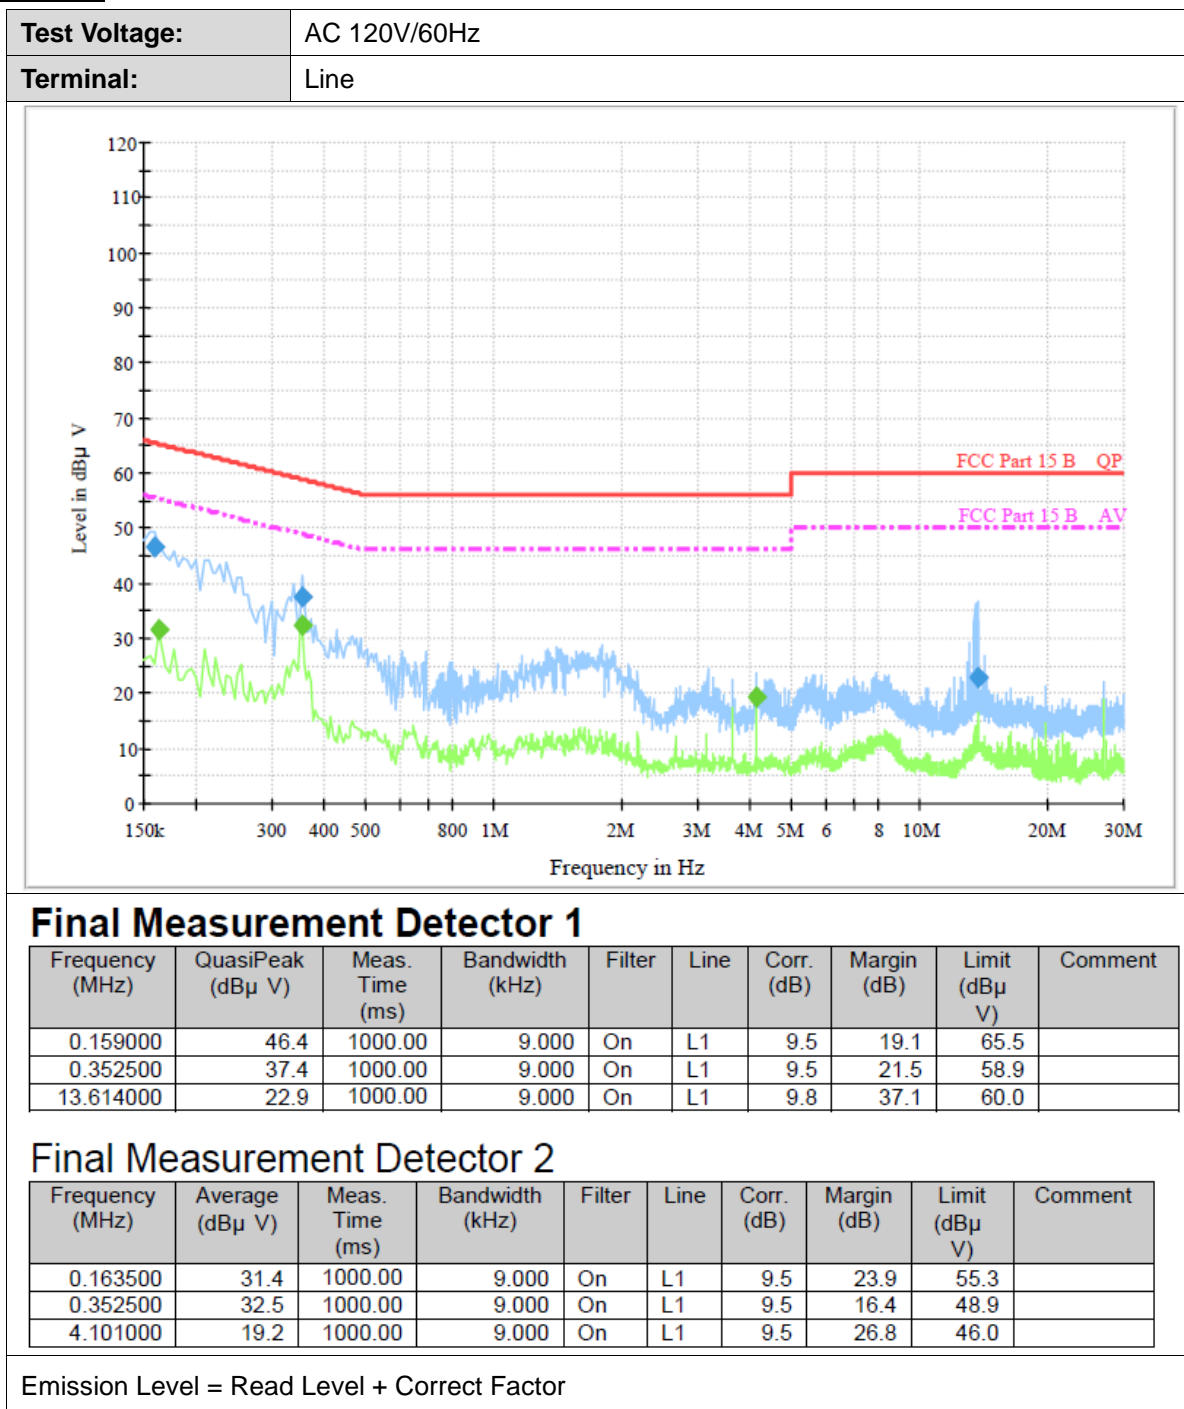 Test Voltage: AC 120V/60Hz
Terminal: Line
120
110
100
90
80
70
60
50
40
30
20
10
0
Level in dBµ V
FCC Part 15 B QP
FCC Part 15 B AV
150k 300 400 500 800 1M 2M 3M 4M 5M 6 8 10M 20M 30M
Frequency in Hz
Final Measurement Detector 1
Frequency (MHz) QuasiPeak (dBµ V) Meas. Time (ms) Bandwidth (kHz) Filter Line Corr. (dB) Margin (dB) Limit (dBµ V) Comment
0.159000 46.4 1000.00 9.000 On L1 9.5 19.1 65.5
0.352500 37.4 1000.00 9.000 On L1 9.5 21.5 58.9
13.614000 22.9 1000.00 9.000 On L1 9.8 37.1 60.0
Final Measurement Detector 2
Frequency (MHz) Average (dBµ V) Meas. Time (ms) Bandwidth (kHz) Filter Line Corr. (dB) Margin (dB) Limit (dBµ V) Comment
0.163500 31.4 1000.00 9.000 On L1 9.5 23.9 55.3
0.352500 32.5 1000.00 9.000 On L1 9.5 16.4 48.9
4.101000 19.2 1000.00 9.000 On L1 9.5 26.8 46.0
Emission Level = Read Level + Correct Factor